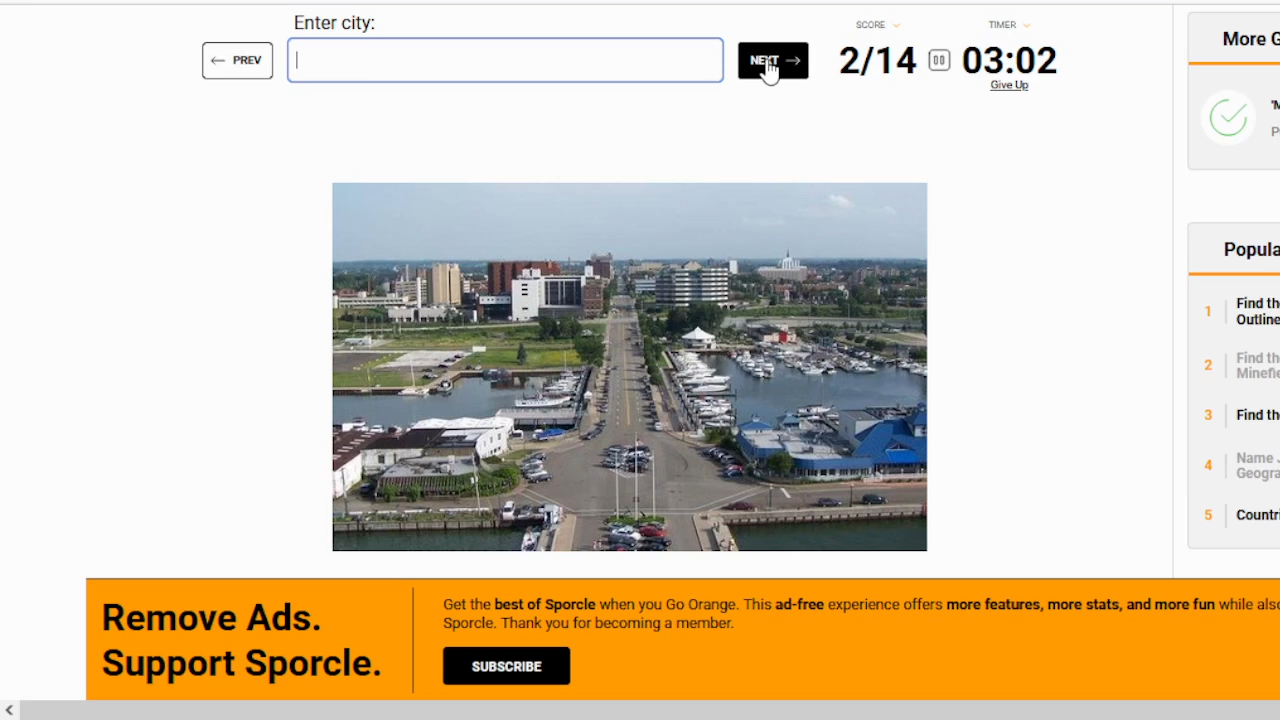 Enter city:
← PREV
NEXT →
SCORE
2/14
TIMER
03:02
Give Up
More G
'M
P
Popula
1
Find th
Outline
2
Find th
Minefie
3
Find th
4
Name J
Geogra
5
Countri
Remove Ads.
Support Sporcle.
Get the best of Sporcle when you Go Orange. This ad-free experience offers more features, more stats, and more fun while also
Sporcle. Thank you for becoming a member.
SUBSCRIBE